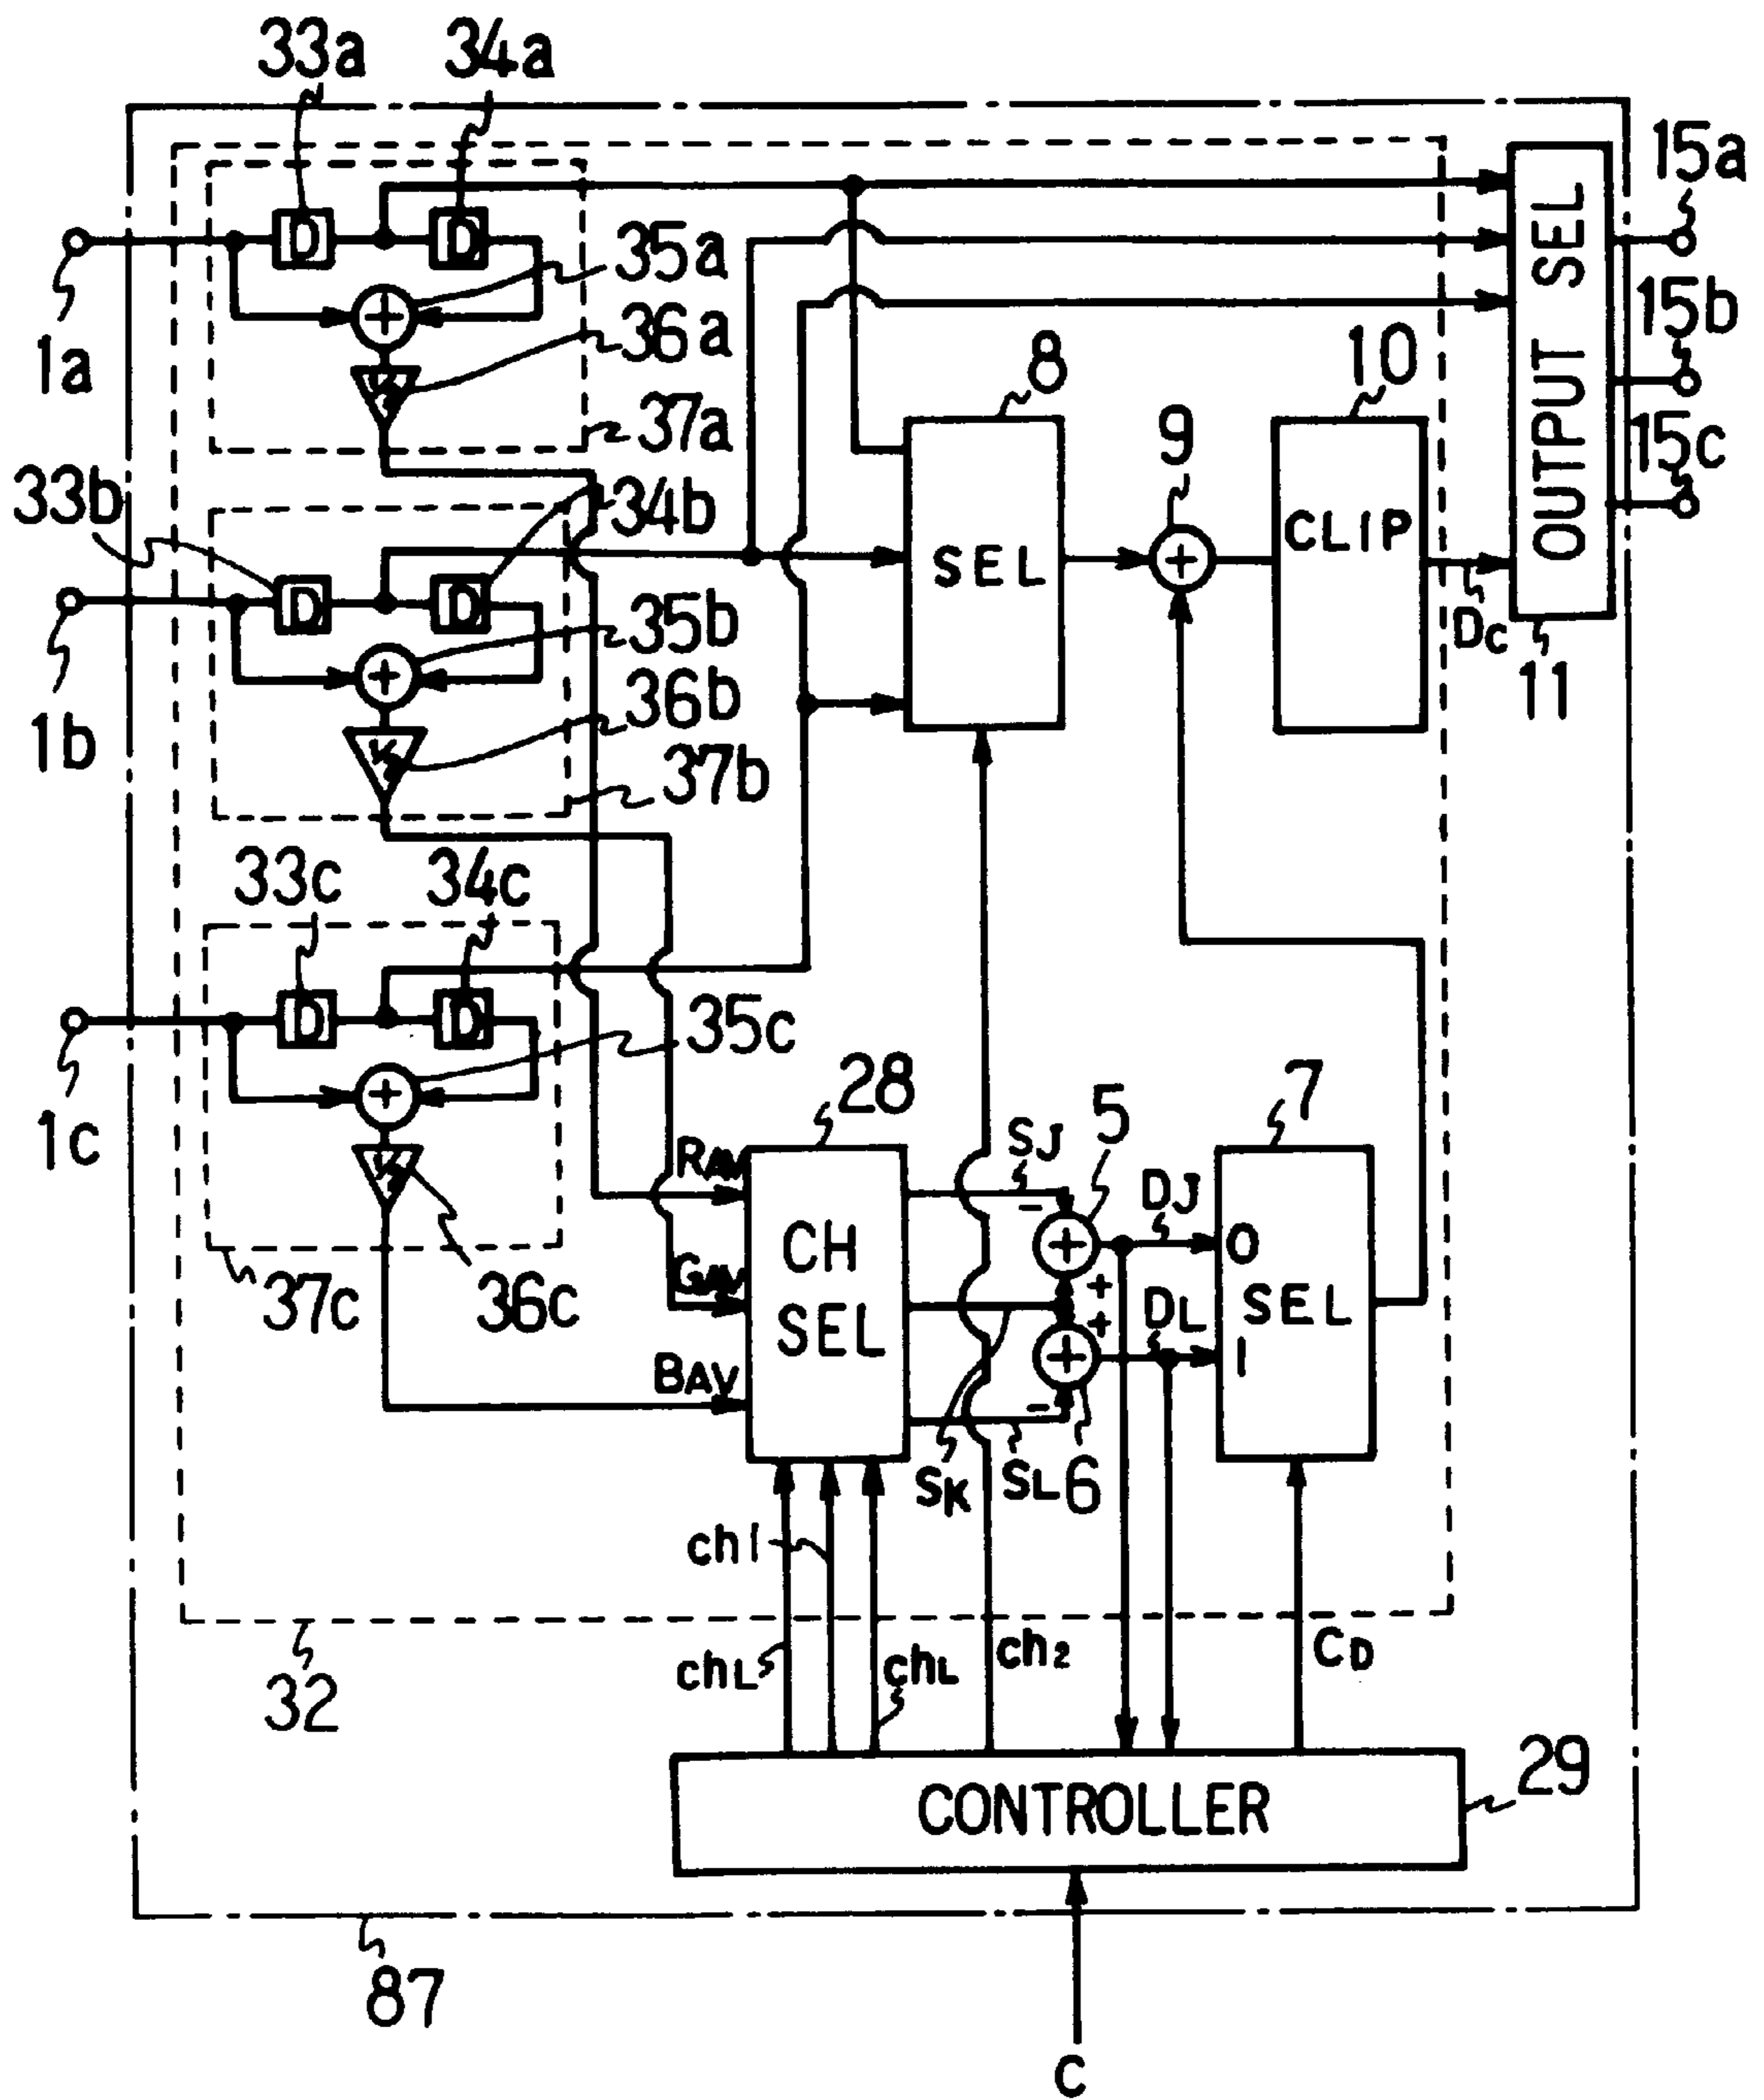 33a 34a
15a
D D
35a
SEL
15b
36a
8 10
1a
OUTPUT
9
37a
15c
33b 34b
CLIP
SEL
D D
35b
DC
11
36b
1b
37b
33c 34c
D D
35c
28
7
1c
SJ 5
RAV
DJ
CH
O
37c 36c
GAV
+
SEL
+ DL
SEL
I
BAV
SK SL 6
ch1
chL chL ch2 CD
32
29
CONTROLLER
87
C